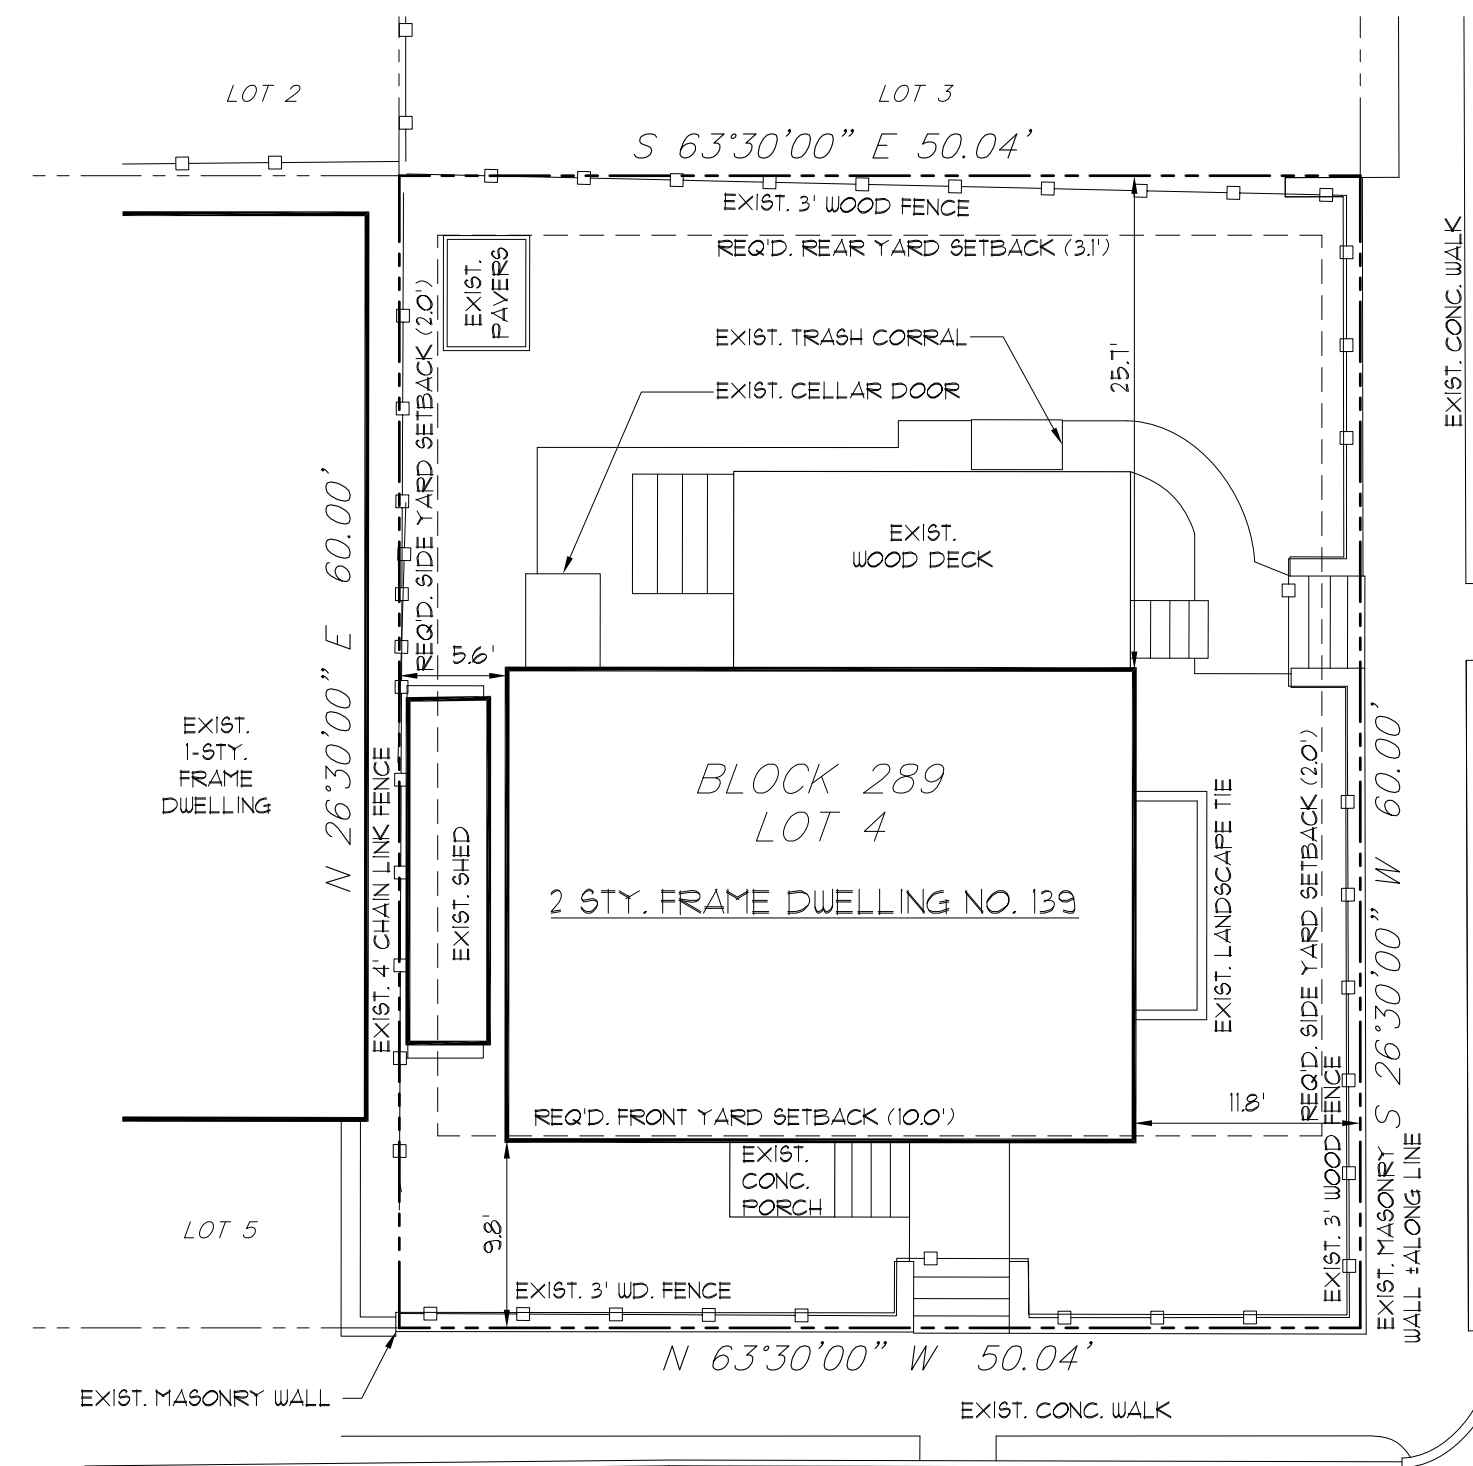 LOT 2
LOT 3
S 63°30'00" E 50.04'
EXIST. 3' WOOD FENCE
REQ'D. REAR YARD SETBACK (3.1')
EXIST.
PAVERS
EXIST. CONC. WALK
REQ'D. SIDE YARD SETBACK (2.0')
EXIST. TRASH CORRAL
25.1'
EXIST. CELLAR DOOR
N 26°30'00" E 60.00'
EXIST.
WOOD DECK
5.6'
EXIST.
1-STY.
FRAME
DWELLING
EXIST. 4' CHAIN LINK FENCE
EXIST. SHED
BLOCK 289
LOT 4
2 STY. FRAME DWELLING NO. 139
EXIST. LANDSCAPE TIE
REQ'D. SIDE YARD SETBACK (2.0')
S 26°30'00" W 60.00'
REQ'D. FRONT YARD SETBACK (10.0')
11.8'
EXIST.
CONC.
PORCH
LOT 5
9.8'
EXIST. 3' WOOD FENCE
EXIST. MASONRY
WALL ±ALONG LINE
EXIST. 3' WD. FENCE
N 63°30'00" W 50.04'
EXIST. MASONRY WALL
EXIST. CONC. WALK